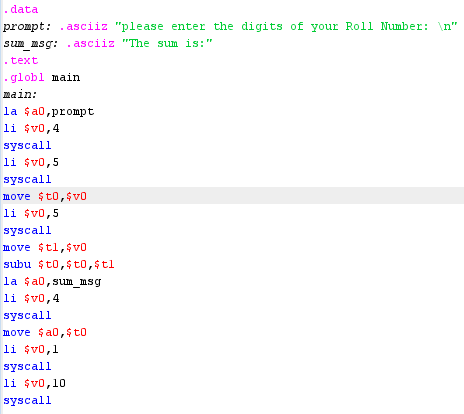 .data
prompt: .asciiz "please enter the digits of your Roll Number: \n"
sum_msg: .asciiz "The sum is:"
.text
.globl main
main:
la $a0,prompt
li $v0,4
syscall
li $v0,5
syscall
move $t0,$v0
li $v0,5
syscall
move $t1,$v0
subu $t0,$t0,$t1
la $a0,sum_msg
li $v0,4
syscall
move $a0,$t0
li $v0,1
syscall
li $v0,10
syscall